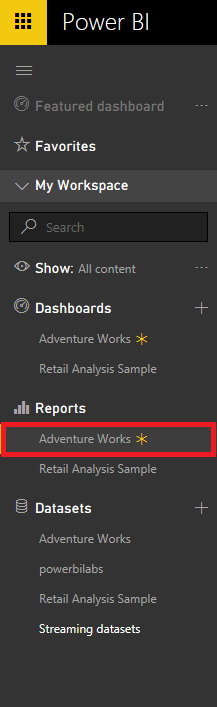 Power BI
Featured dashboard ...
Favorites
My Workspace
Search
Show: All content ...
Dashboards +
Adventure Works
Retail Analysis Sample
Reports
Adventure Works
Retail Analysis Sample
Datasets +
Adventure Works
powerbilabs
Retail Analysis Sample
Streaming datasets